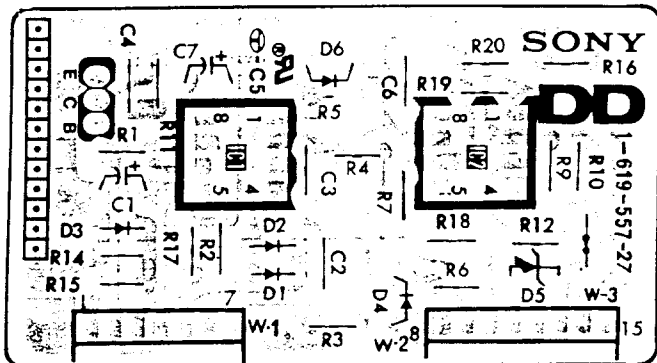 C4
C7
+
C5
D6
R20
SONY
R16
E
C
B
R1
R11
8
1
5
4
R5
C6
R19
8
1
5
4
DD
1-619-557-27
+
C1
C3
R4
R7
R9
R10
D3
R14
R15
R17
R2
D2
D1
C2
R18
R6
R12
D4
D5
W-3
7
W-1
R3
W-2
8
15